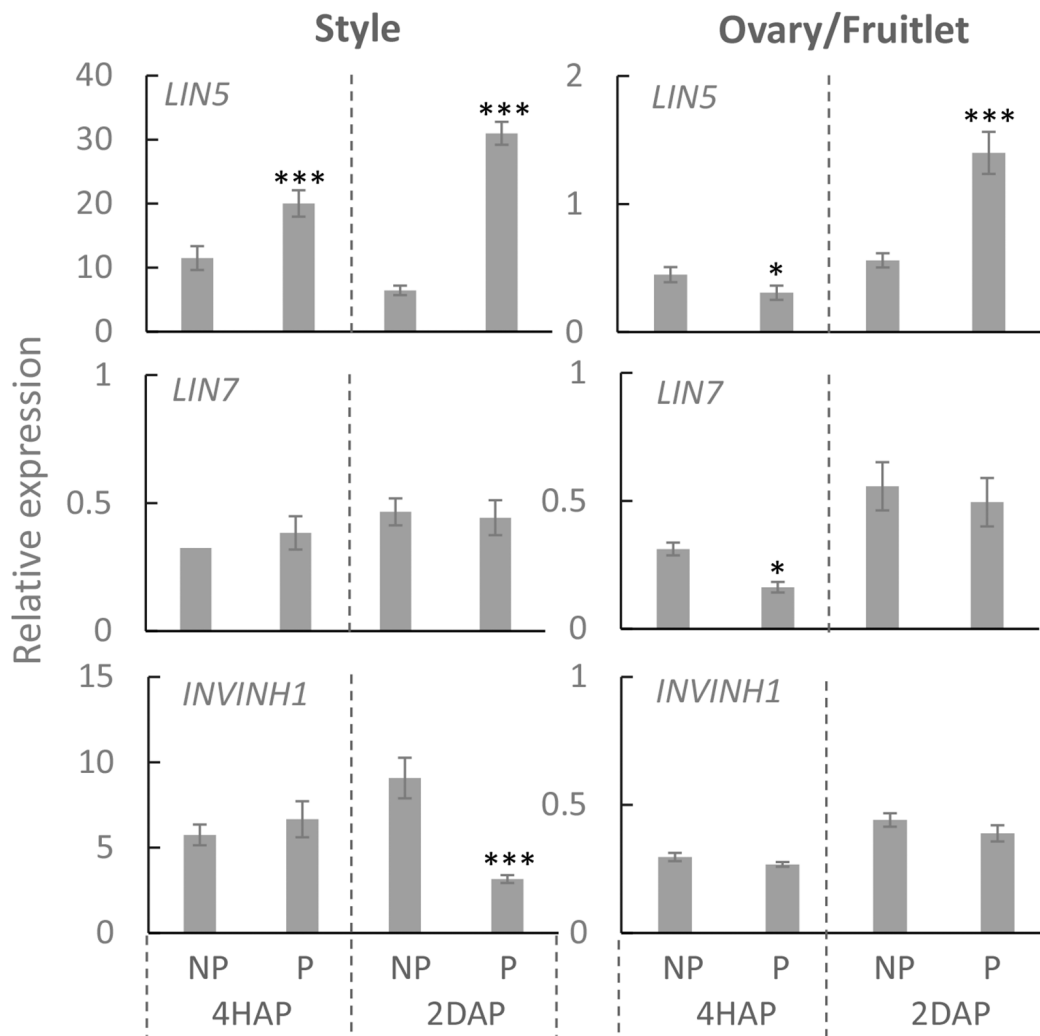 Style
Ovary/Fruitlet
Relative expression
LIN5
40
30
20
10
0
***
***
LIN5
2
1
0
*
***
LIN7
1
0.5
0
LIN7
1
0.5
0
*
INVINH1
15
10
5
0
***
INVINH1
1
0.5
0
NP P NP P
4HAP 2DAP
NP P NP P
4HAP 2DAP